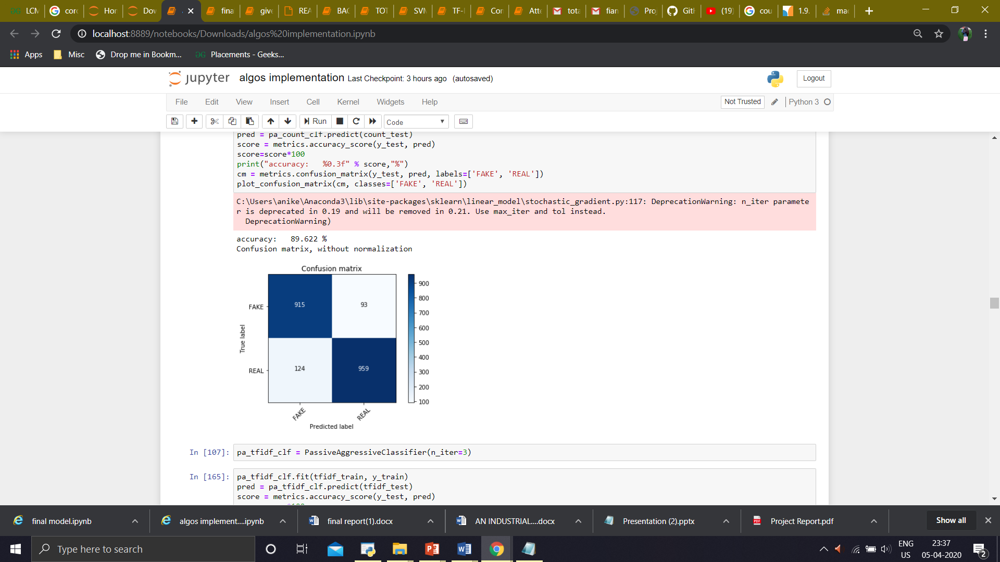 LCM
coro
Hor
Dow
fina
give
REA
BAC
TOT
SVM
TF-I
Con
Atte
tota
fian
Proj
Gith
(19)
cou
1.9.
mac
localhost:8889/notebooks/Downloads/algos%20implementation.ipynb
Apps
Misc
Drop me in Bookm...
Placements - Geeks...
jupyter
algos implementation Last Checkpoint: 3 hours ago (autosaved)
Logout
File
Edit
View
Insert
Cell
Kernel
Widgets
Help
Not Trusted
Python 3
Run
Code
pred = pa_count_clf.predict(count_test)
score = metrics.accuracy_score(y_test, pred)
score=score*100
print("accuracy:   %0.3f" % score,"%")
cm = metrics.confusion_matrix(y_test, pred, labels=['FAKE', 'REAL'])
plot_confusion_matrix(cm, classes=['FAKE', 'REAL'])
C:\Users\anike\Anaconda3\lib\site-packages\sklearn\linear_model\stochastic_gradient.py:117: DeprecationWarning: n_iter paramete
r is deprecated in 0.19 and will be removed in 0.21. Use max_iter and tol instead.
DeprecationWarning)
accuracy:   89.622 %
Confusion matrix, without normalization
Confusion matrix
FAKE
915
93
REAL
124
959
True label
900
800
700
600
500
400
300
200
100
FAKE
REAL
Predicted label
In [107]:
pa_tfidf_clf = PassiveAggressiveClassifier(n_iter=3)
In [165]:
pa_tfidf_clf.fit(tfidf_train, y_train)
pred = pa_tfidf_clf.predict(tfidf_test)
score = metrics.accuracy_score(y_test, pred)
final model.ipynb
algos implement....ipynb
final report(1).docx
AN INDUSTRIAL....docx
Presentation (2).pptx
Project Report.pdf
Show all
Type here to search
ENG
US
23:37
05-04-2020
2